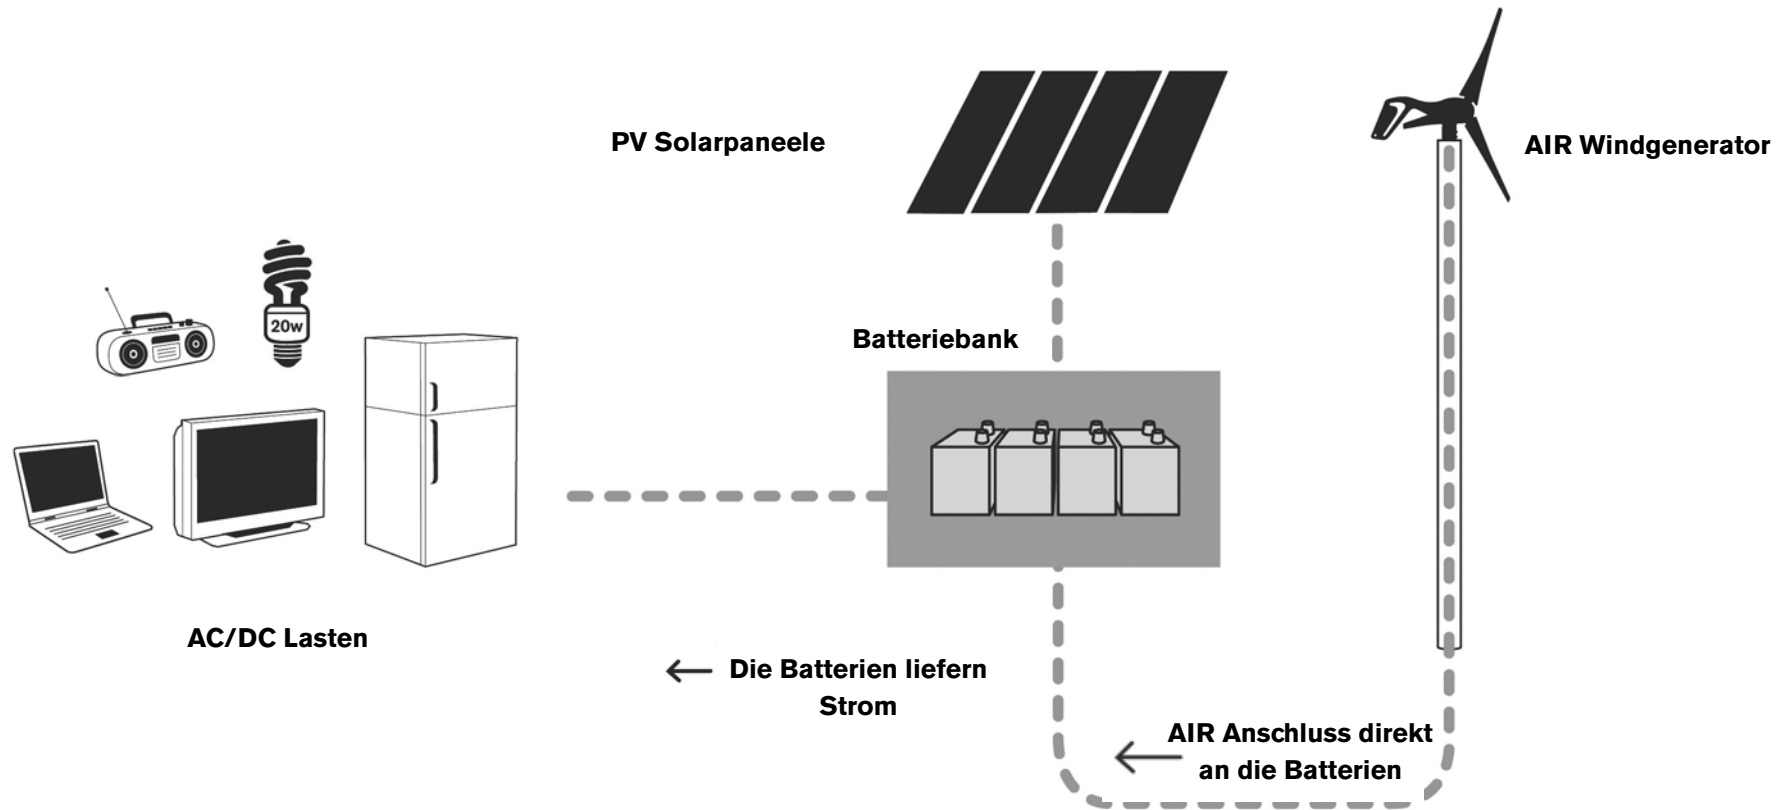 PV Solarpaneele
AIR Windgenerator
20w
Batteriebank
AC/DC Lasten
Die Batterien liefern
Strom
AIR Anschluss direkt
an die Batterien